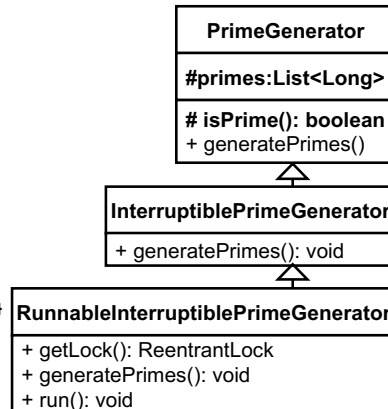 PrimeGenerator
#primes:List<Long>
# isPrime(): boolean
+ generatePrimes()
InterruptiblePrimeGenerator
+ generatePrimes(): void
RunnableInterruptiblePrimeGenerator
+ getLock(): ReentrantLock
+ generatePrimes(): void
+ run(): void